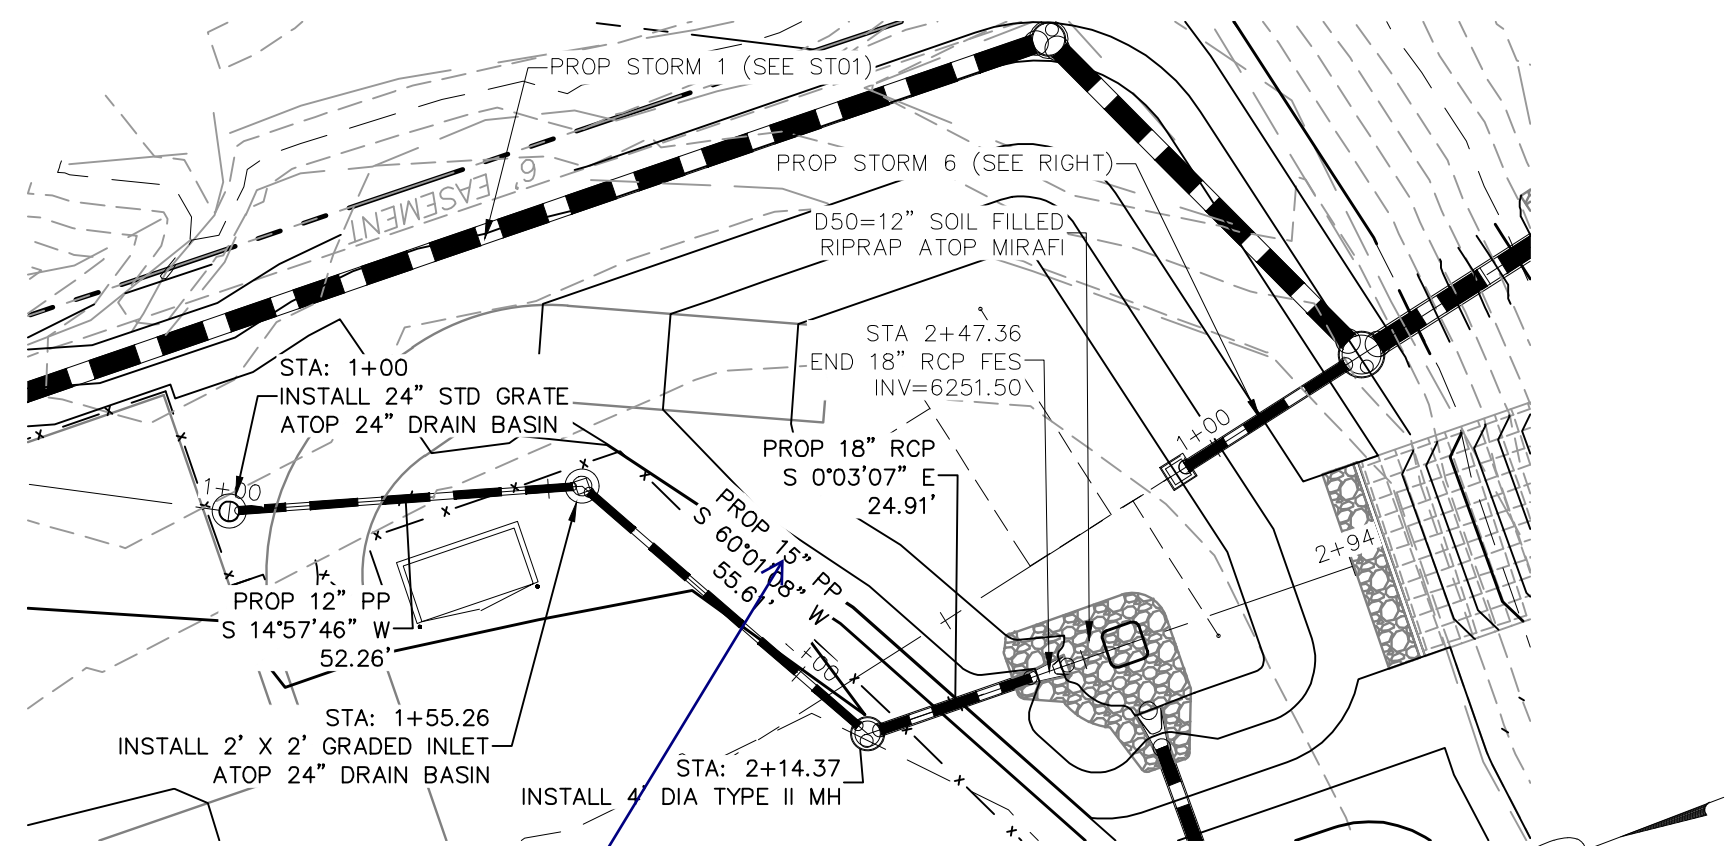 PROP STORM 1 (SEE ST01)
6' EASEMENT
PROP STORM 6 (SEE RIGHT)
D50=12” SOIL FILLED
RIPRAP ATOP MIRAFI
STA 2+47.36
END 18” RCP FES
INV=6251.50
STA: 1+00
INSTALL 24” STD GRATE
ATOP 24” DRAIN BASIN
1+00
PROP 18” RCP
S 0°03’07” E
24.91’
1+00
PROP 15” PP
S 60°01’08” W
55.61’
2+94
PROP 12” PP
S 14°57’46” W
52.26’
STA: 1+55.26
INSTALL 2’ X 2’ GRADED INLET
ATOP 24” DRAIN BASIN
STA: 2+14.37
INSTALL 4’ DIA TYPE II MH